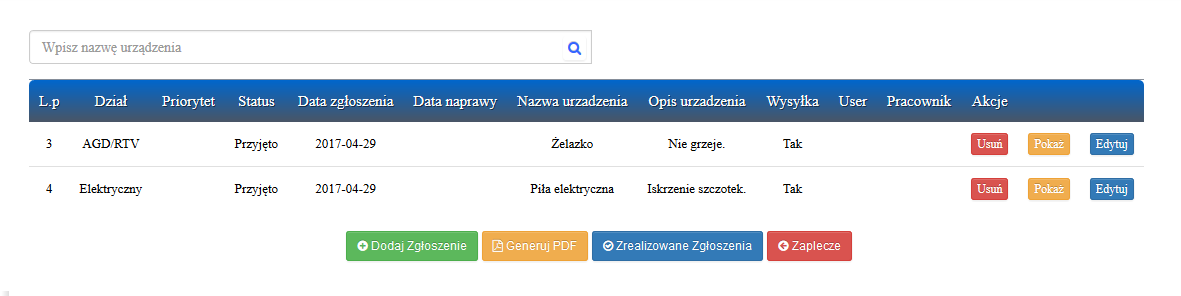 Wpisz nazwę urządzenia
L.p Dział Priorytet Status Data zgłoszenia Data naprawy Nazwa urzadzenia Opis urzadzenia Wysyłka User Pracownik Akcje
3 AGD/RTV Przyjęto 2017-04-29 Żelazko Nie grzeje. Tak Usuń Pokaż Edytuj
4 Elektryczny Przyjęto 2017-04-29 Piła elektryczna Iskrzenie szczotek. Tak Usuń Pokaż Edytuj
Dodaj Zgłoszenie Generuj PDF Zrealizowane Zgłoszenia Zaplecze